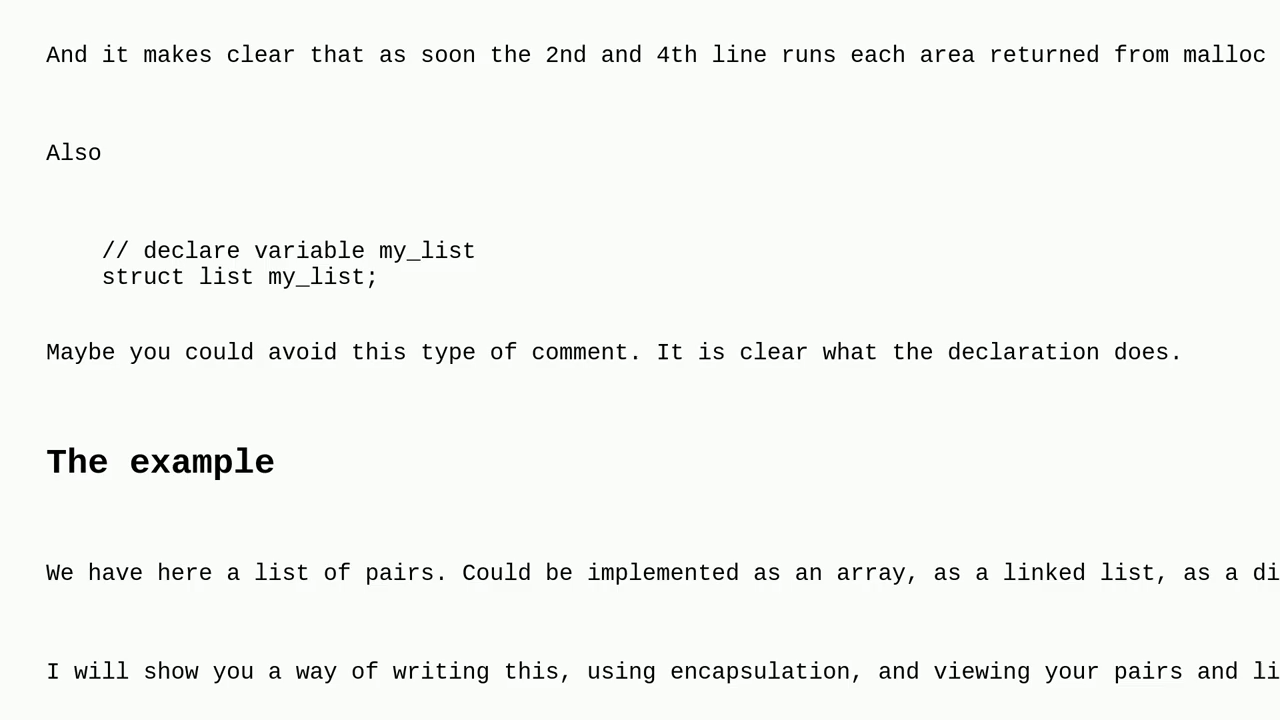 And it makes clear that as soon the 2nd and 4th line runs each area returned from malloc
Also
// declare variable my_list
struct list my_list;
Maybe you could avoid this type of comment. It is clear what the declaration does.
The example
We have here a list of pairs. Could be implemented as an array, as a linked list, as a di
I will show you a way of writing this, using encapsulation, and viewing your pairs and li